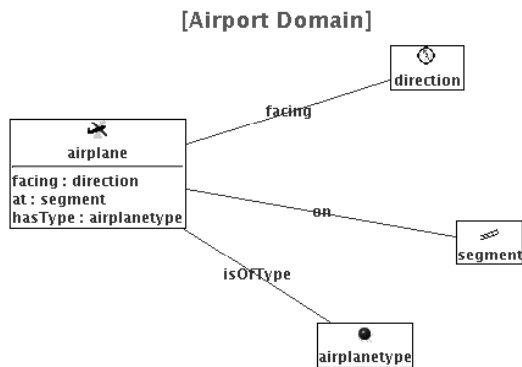 [Airport Domain]
direction
facing
airplane
facing : direction
at : segment
hasType : airplanetype
on
segment
isOfType
airplanetype